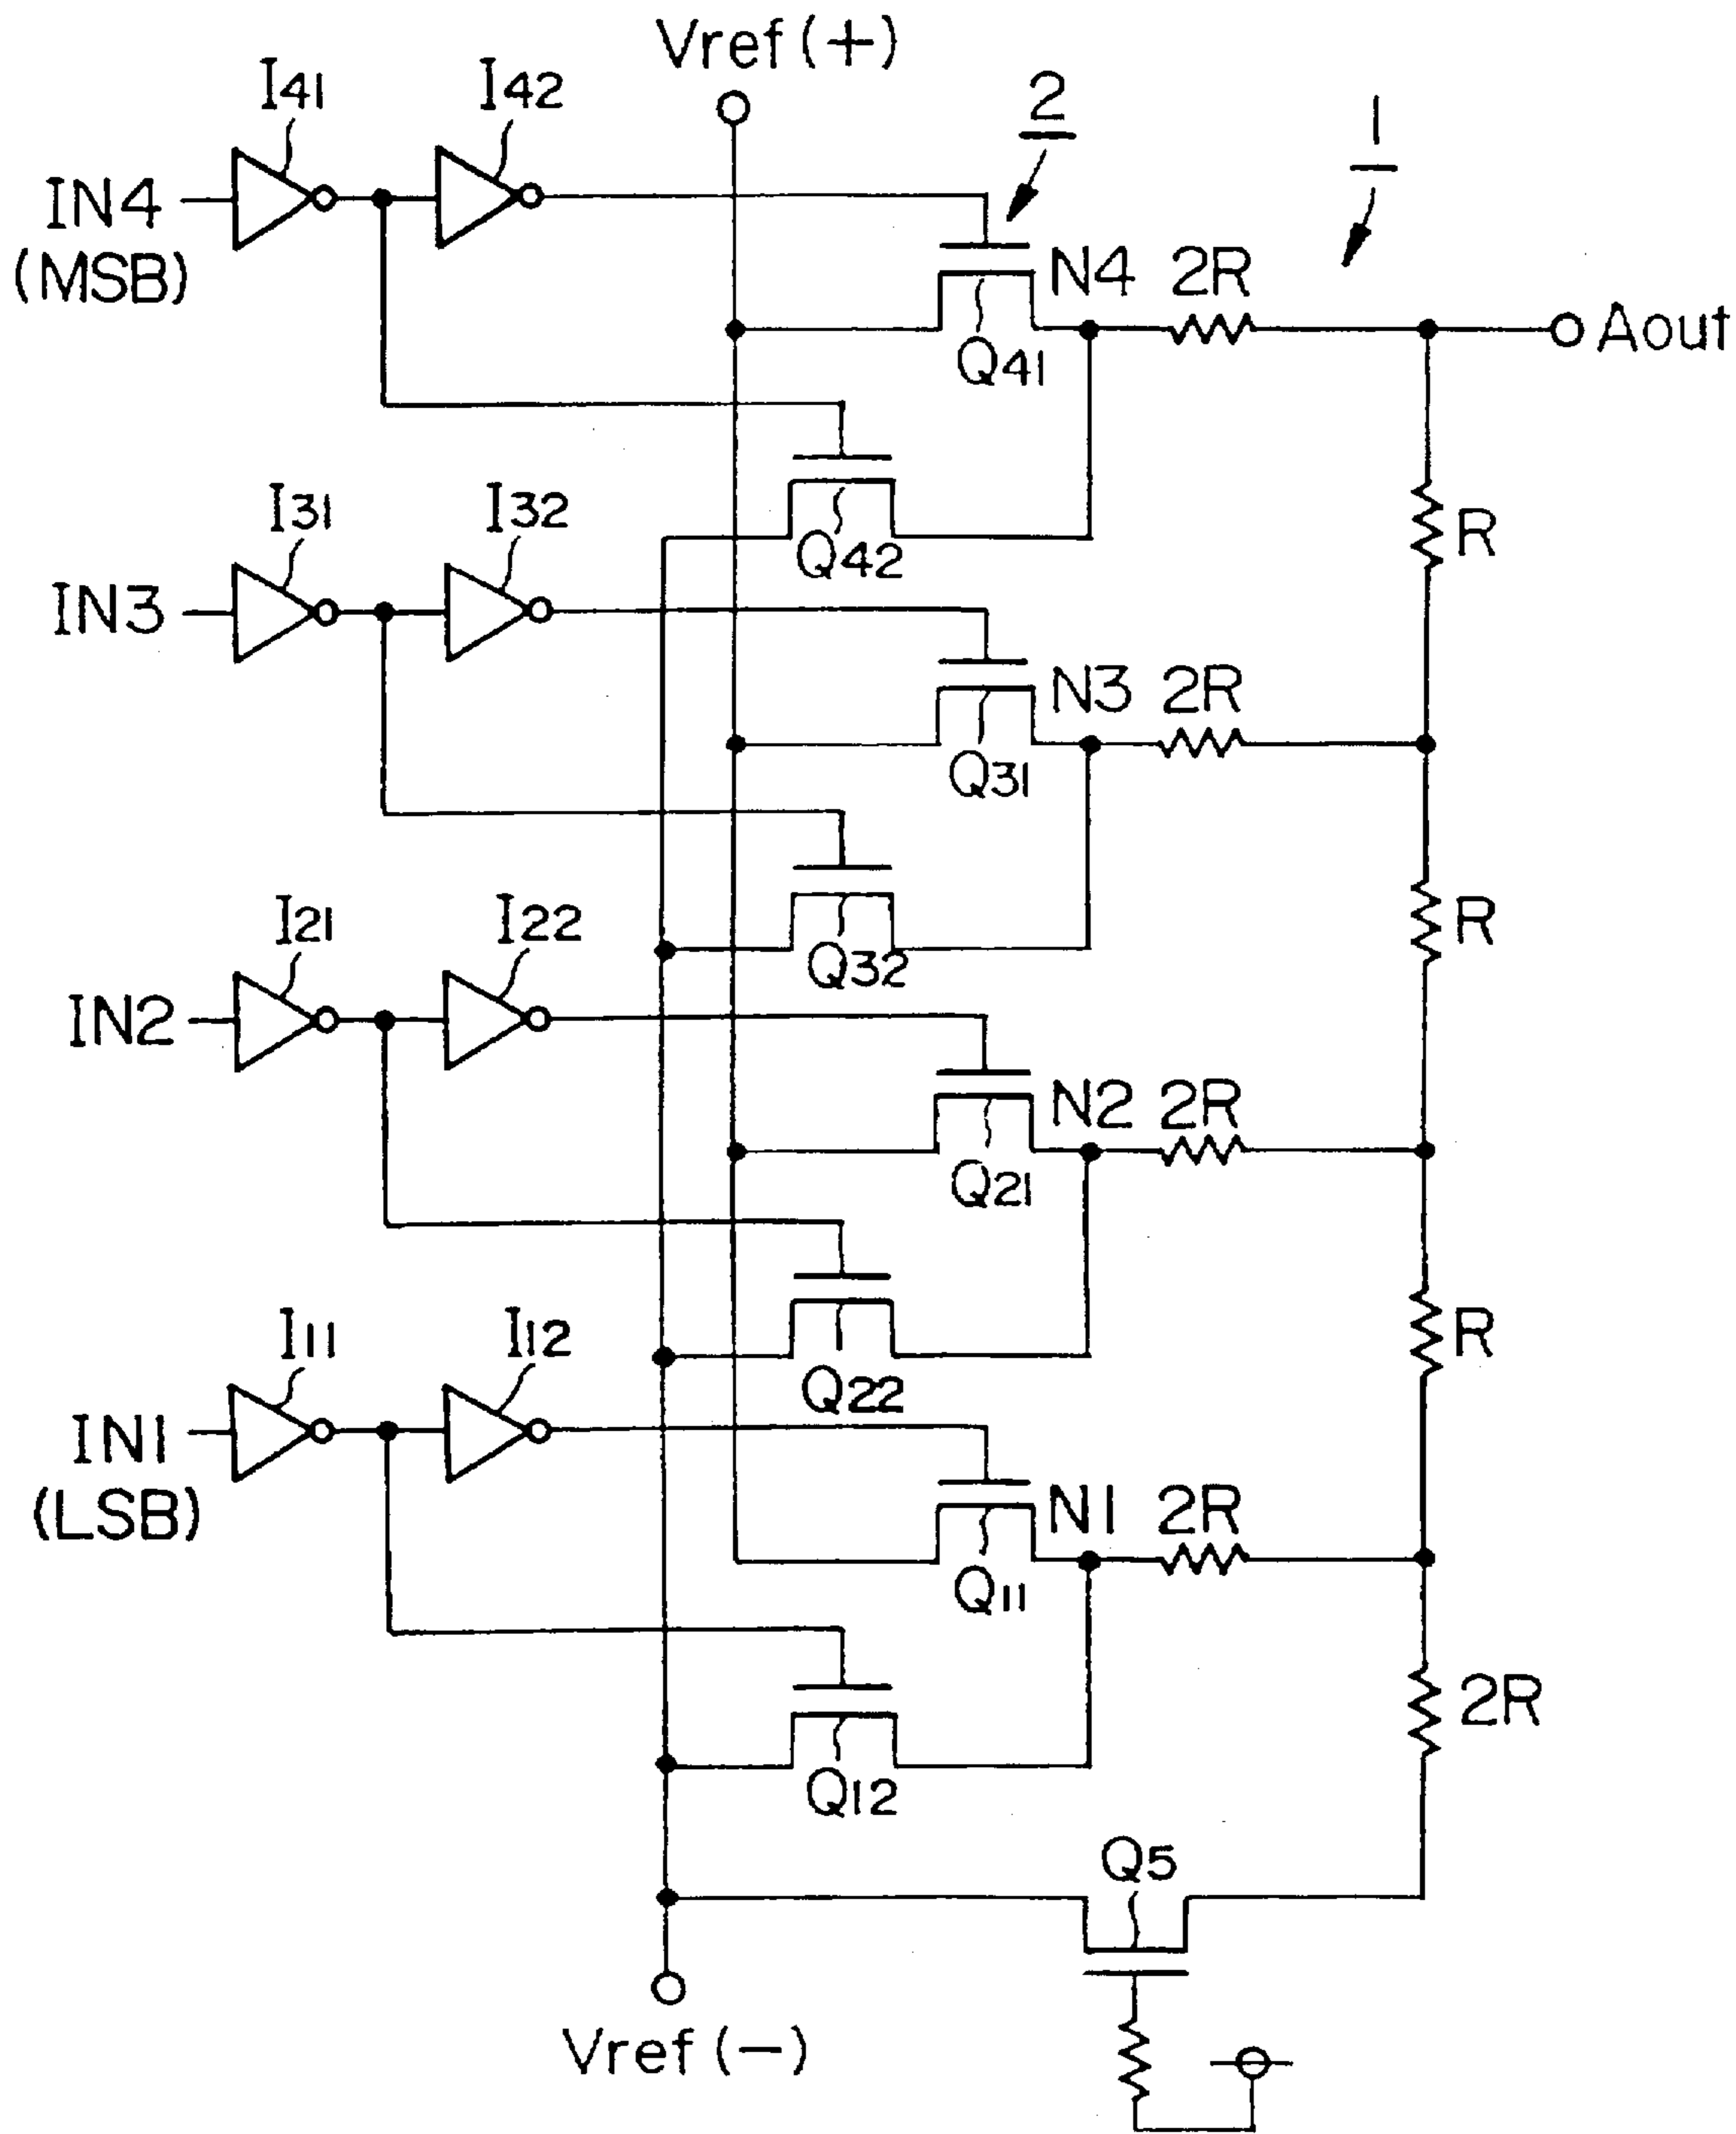 Vref(+)
I41
I42
2
1
IN4
(MSB)
N4
2R
Aout
Q41
R
I31
I32
Q42
IN3
N3
2R
Q31
R
I21
I22
Q32
IN2
N2
2R
Q21
I11
I12
R
Q22
IN1
(LSB)
N1
2R
Q11
2R
Q12
Q5
Vref(-)